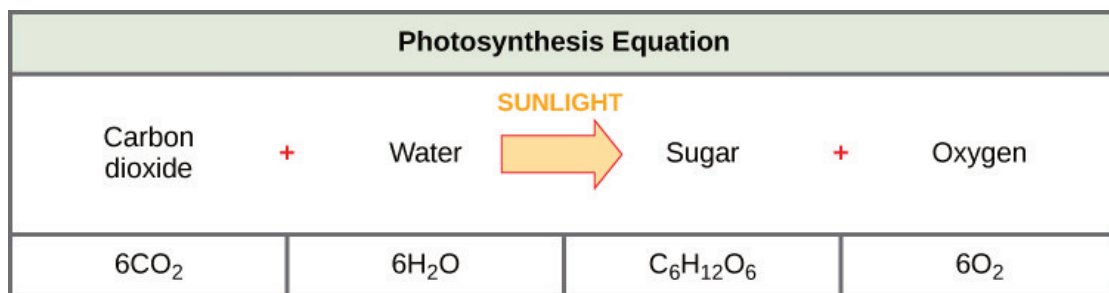 Photosynthesis Equation
SUNLIGHT
Carbon
dioxide + Water Sugar + Oxygen
6CO₂ 6H₂O C₆H₁₂O₆ 6O₂